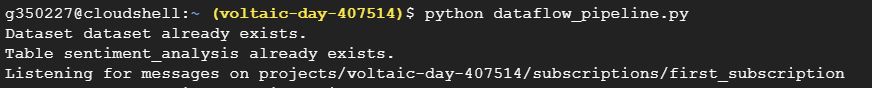 g350227@cloudshell:~ (voltaic-day-407514)$ python dataflow_pipeline.py
Dataset dataset already exists.
Table sentiment_analysis already exists.
Listening for messages on projects/voltaic-day-407514/subscriptions/first_subscription